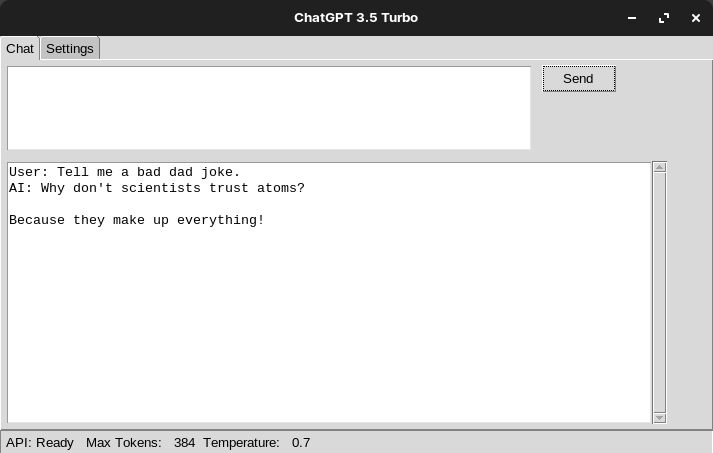 ChatGPT 3.5 Turbo
Chat Settings
Send
User: Tell me a bad dad joke.
AI: Why don't scientists trust atoms?
Because they make up everything!
API: Ready Max Tokens: 384 Temperature: 0.7